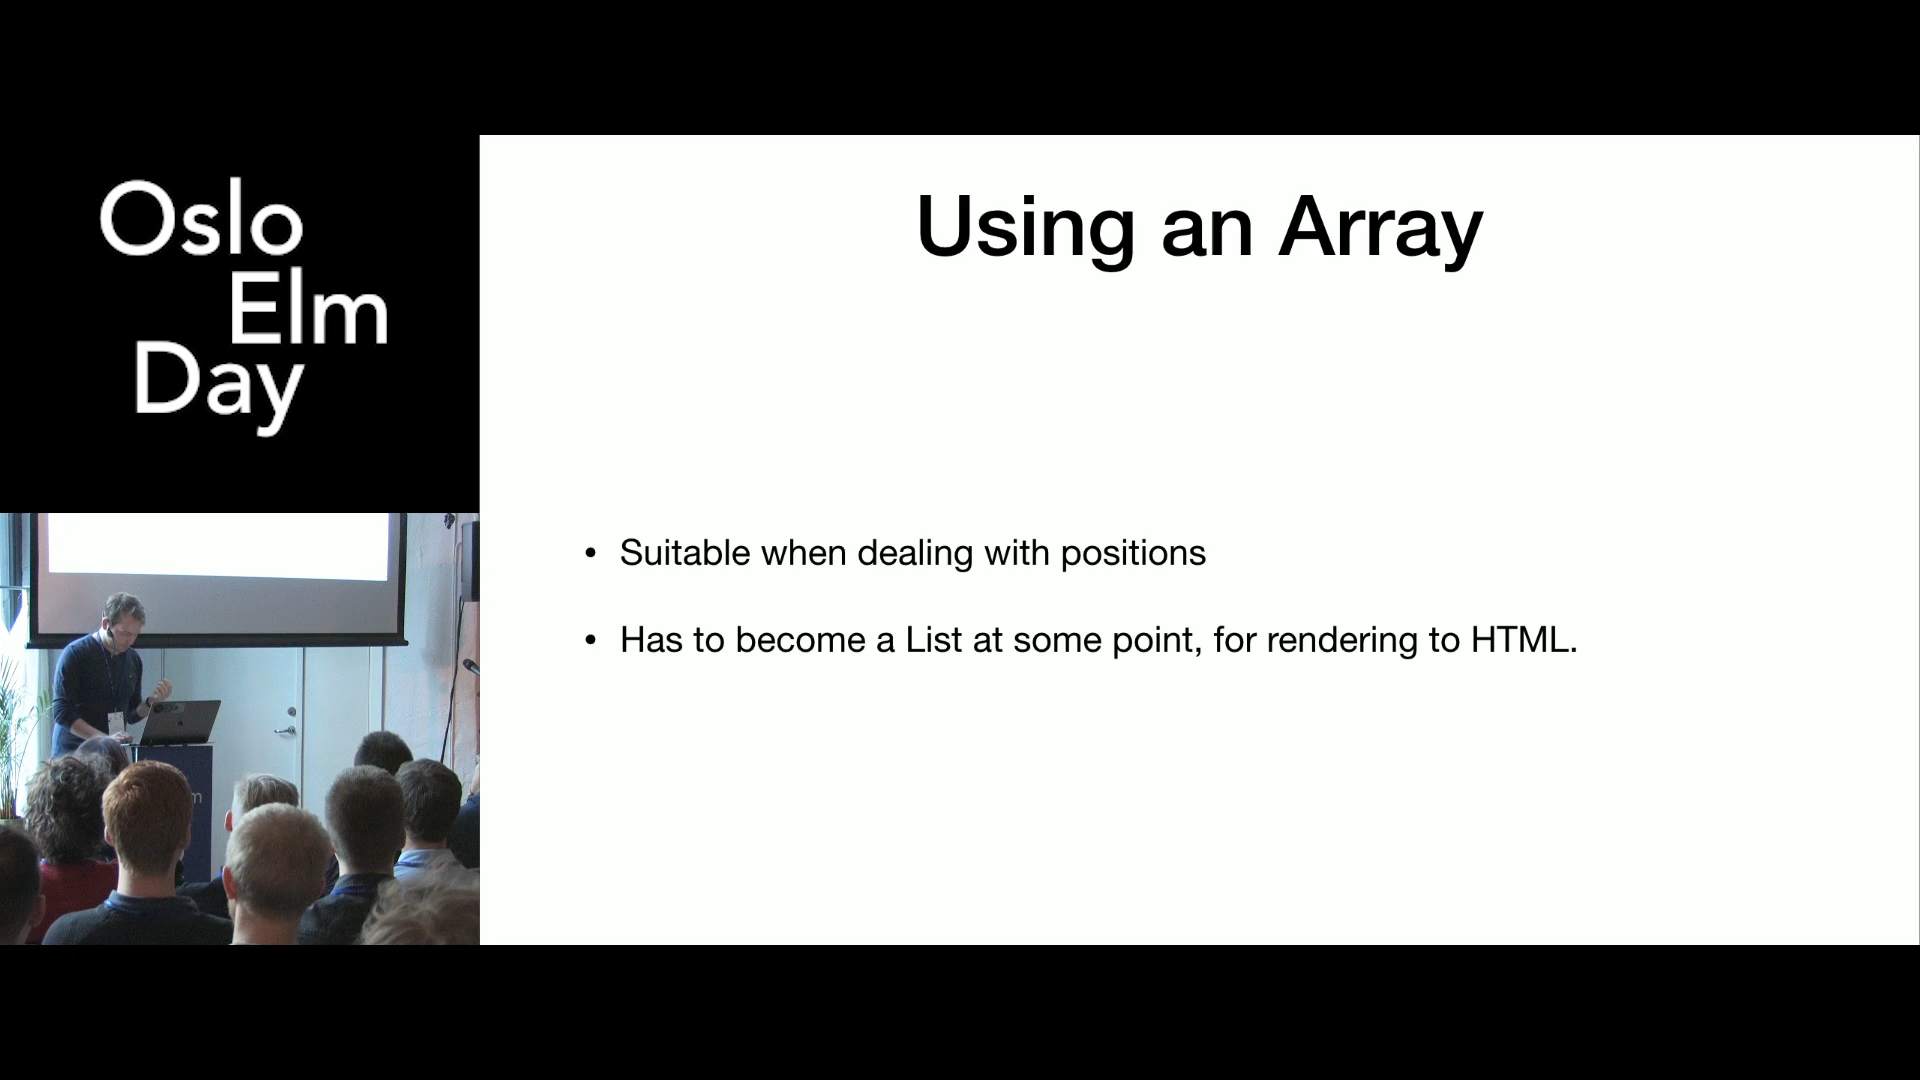 Oslo
Elm
Day
Using an Array
• Suitable when dealing with positions
• Has to become a List at some point, for rendering to HTML.